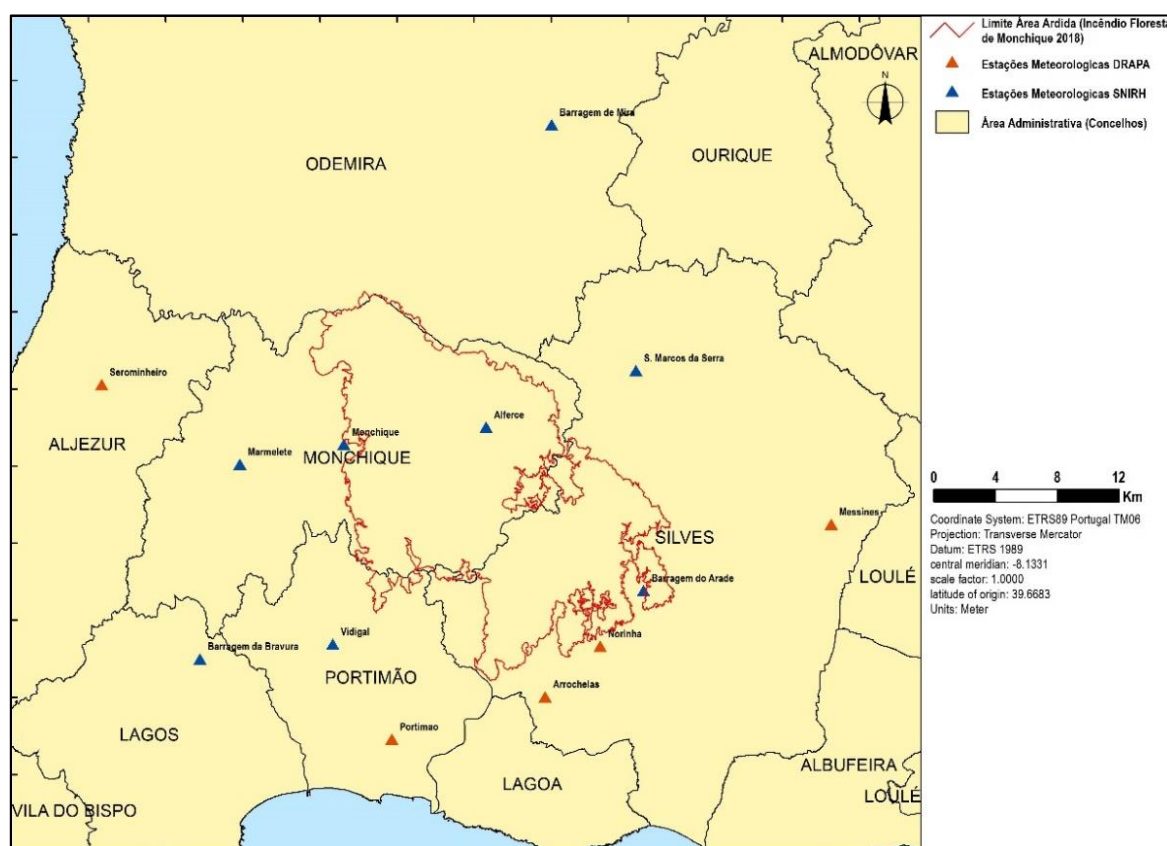 ALMODÔVAR
N
Barragem de Mira
ODEMIRA
OURIQUE
Serominheiro
S. Marcos da Serra
ALJEZUR
Alferce
Monchique
MONCHIQUE
Marmelete
Messines
SILVES
Barragem do Arade
LOULÉ
Norinha
Vidigal
Barragem da Bravura
PORTIMÃO
Arrochelas
Portimao
LAGOS
LAGOA
ALBUFEIRA
LOULÉ
VILA DO BISPO
Limite Área Ardida (Incêndio Floresta
de Monchique 2018)
Estações Meteorologicas DRAPA
Estações Meteorologicas SNIRH
Área Administrativa (Concelhos)
0 4 8 12
Km
Coordinate System: ETRS89 Portugal TM06
Projection: Transverse Mercator
Datum: ETRS 1989
central meridian: -8.1331
scale factor: 1.0000
latitude of origin: 39.6683
Units: Meter